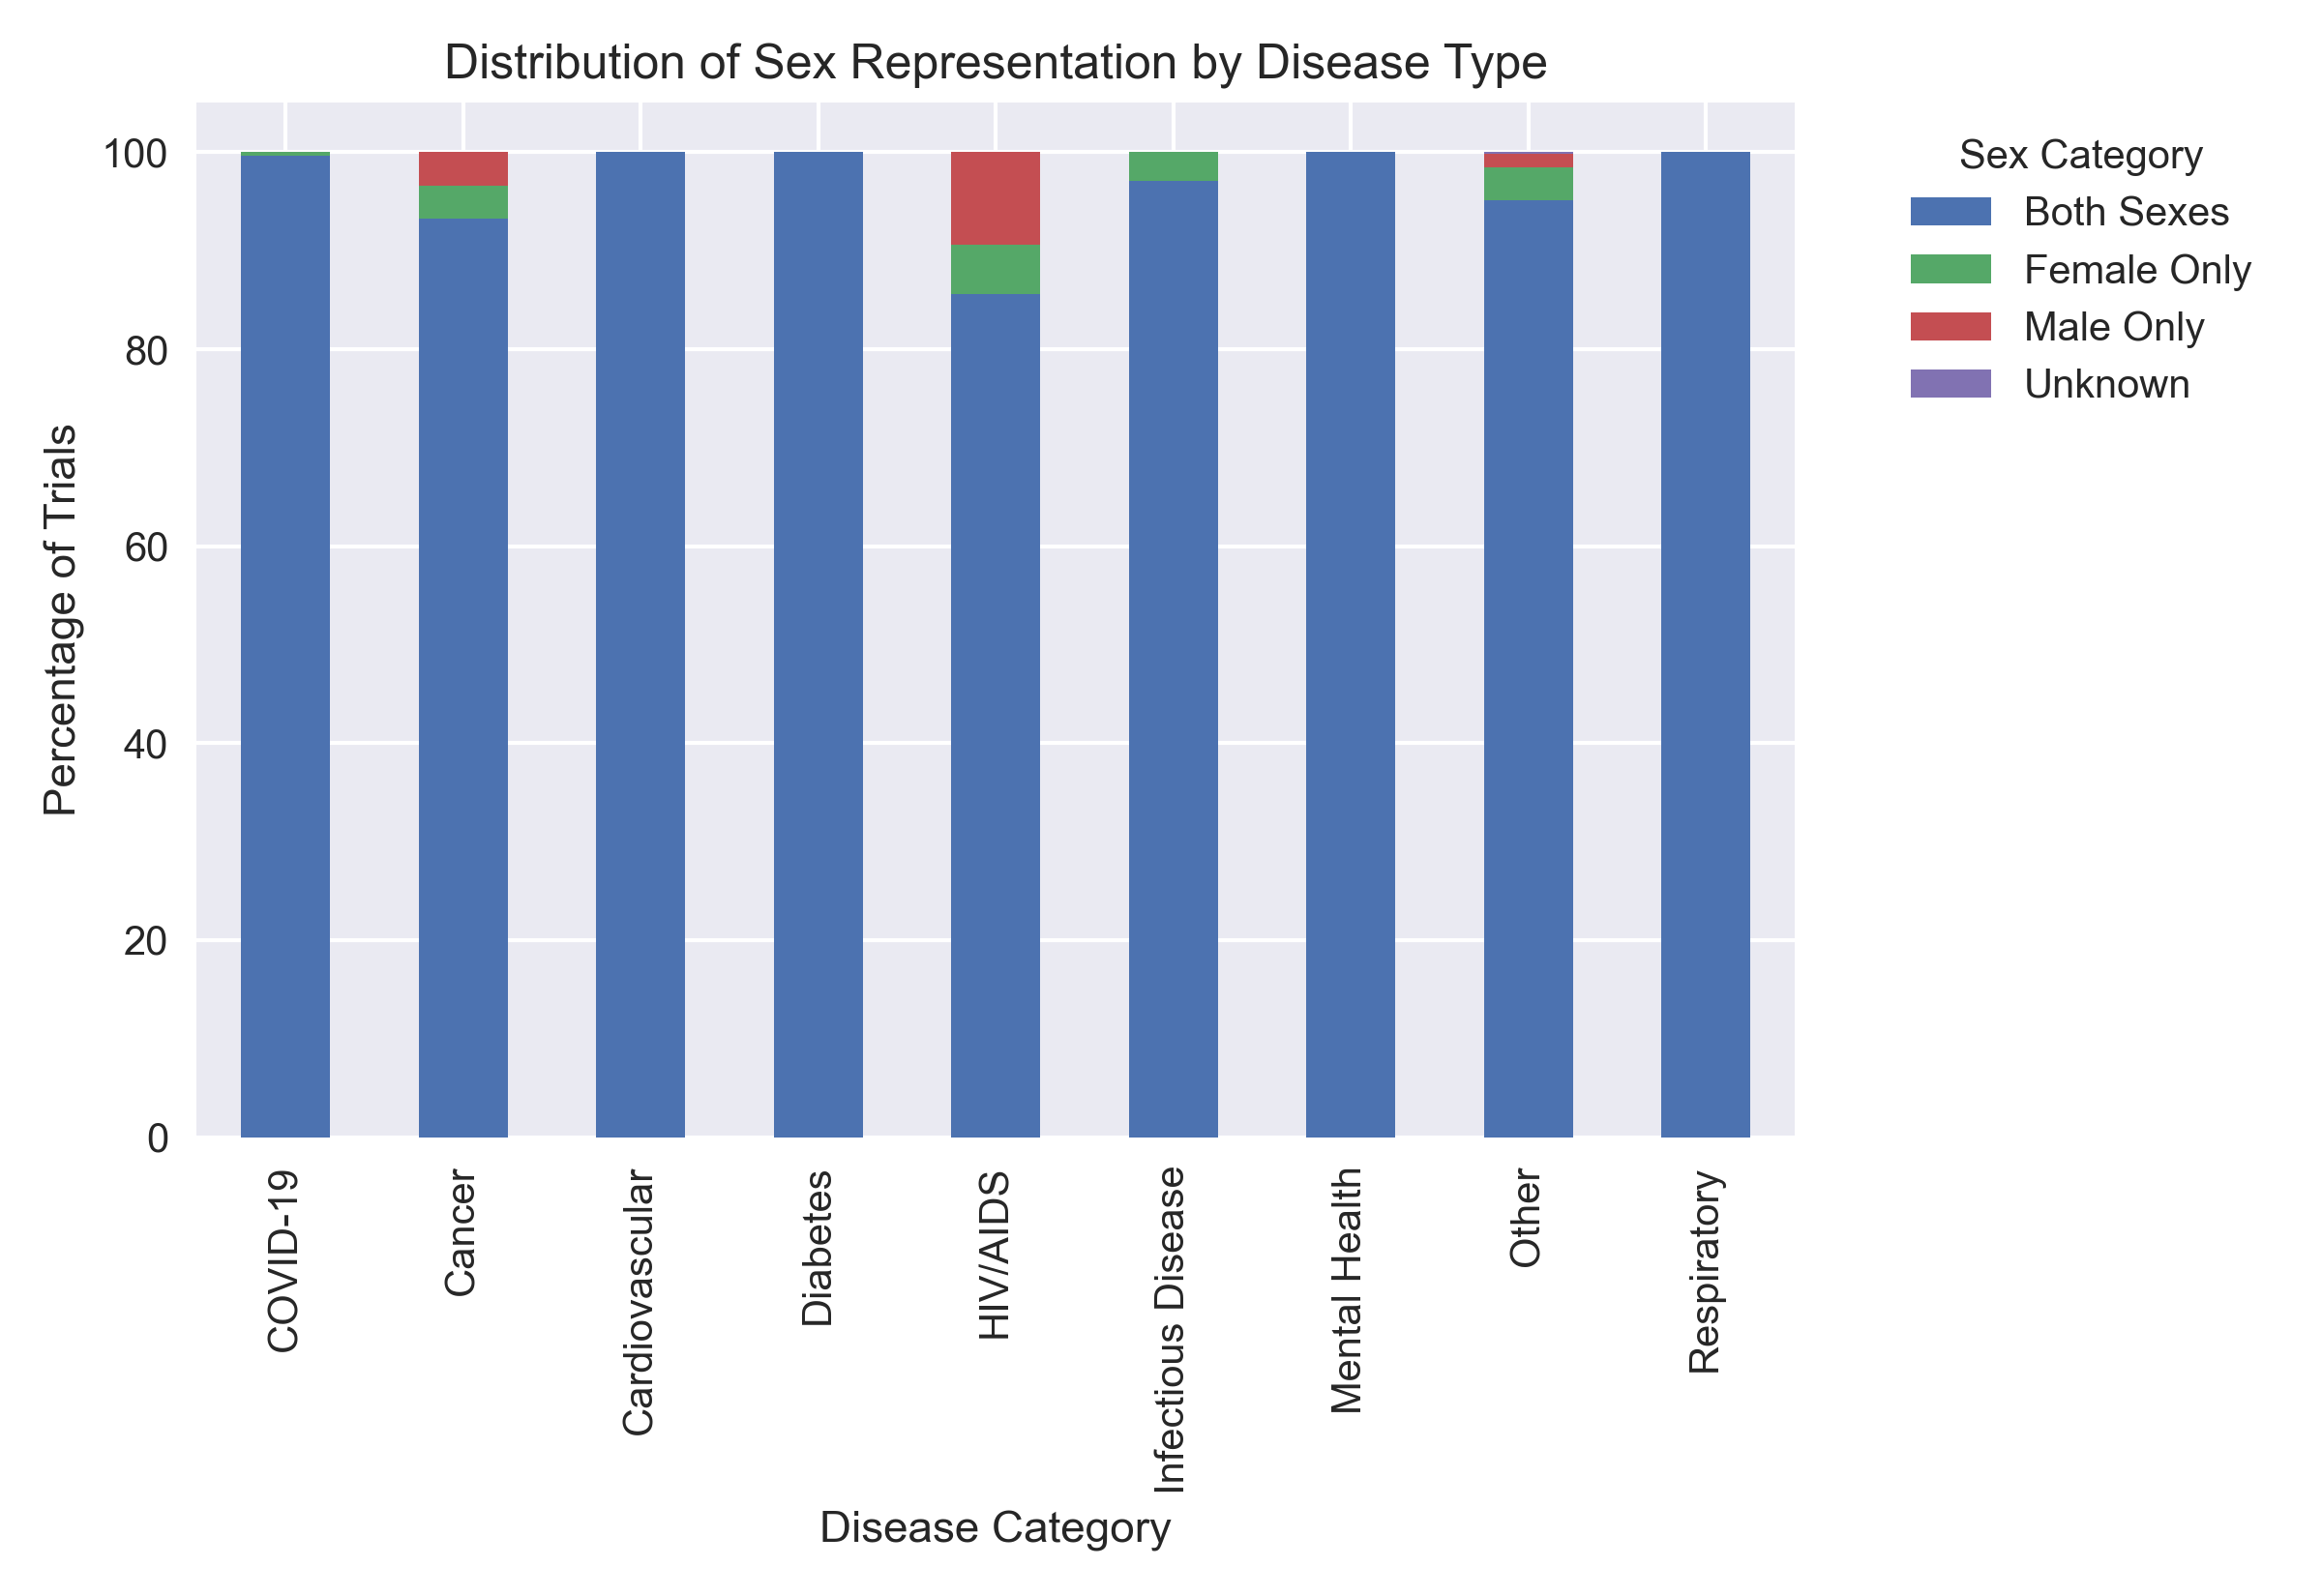 Distribution of Sex Representation by Disease Type
Percentage of Trials
100
80
60
40
20
0
COVID-19
Cancer
Cardiovascular
Diabetes
HIV/AIDS
Infectious Disease
Mental Health
Other
Respiratory
Disease Category
Sex Category
Both Sexes
Female Only
Male Only
Unknown